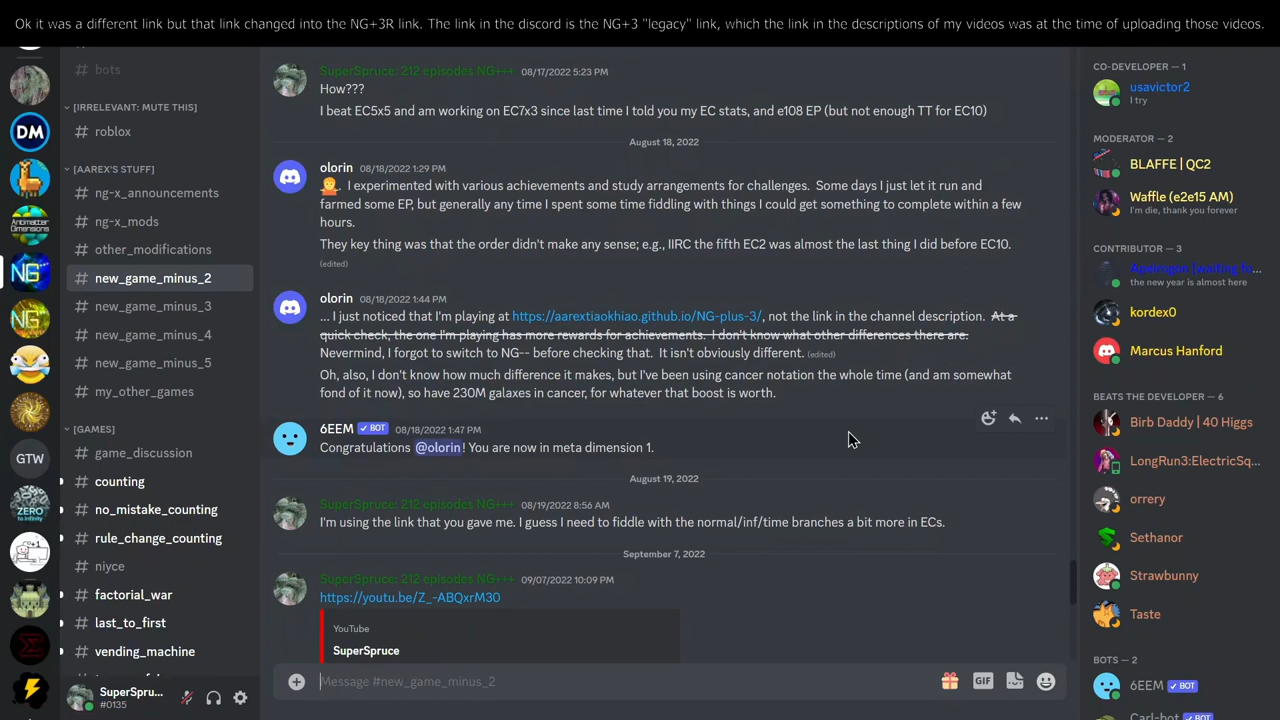 Ok it was a different link but that link changed into the NG+3R link. The link in the discord is the NG+3 "legacy" link, which the link in the descriptions of my videos was at the time of uploading those videos.
# bots
[IRRELEVANT: MUTE THIS]
# roblox
[AAREX'S STUFF]
# ng-x_announcements
# ng-x_mods
# other_modifications
# new_game_minus_2
# new_game_minus_3
# new_game_minus_4
# new_game_minus_5
# my_other_games
[GAMES]
# game_discussion
# counting
# no_mistake_counting
# rule_change_counting
# niyce
# factorial_war
# last_to_first
# vending_machine
SuperSpru...
#0135
DM
NG
NG
GTW
ZERO
to infinity
Antimatter
Dimensions
SuperSpruce: 212 episodes NG+++ 08/17/2022 5:23 PM
How???
I beat EC5x5 and am working on EC7x3 since last time I told you my EC stats, and e108 EP (but not enough TT for EC10)
August 18, 2022
olorin 08/18/2022 1:29 PM
🤷 I experimented with various achievements and study arrangements for challenges. Some days I just let it run and
farmed some EP, but generally any time I spent some time fiddling with things I could get something to complete within a few
hours.
They key thing was that the order didn't make any sense; e.g., IIRC the fifth EC2 was almost the last thing I did before EC10.
(edited)
olorin 08/18/2022 1:44 PM
... I just noticed that I'm playing at https://aarextiaokhiao.github.io/NG-plus-3/, not the link in the channel description. At a
quick check, the one I'm playing has more rewards for achievements. I don't know what other differences there are.
Nevermind, I forgot to switch to NG-- before checking that. It isn't obviously different. (edited)
Oh, also, I don't know how much difference it makes, but I've been using cancer notation the whole time (and am somewhat
fond of it now), so have 230M galaxes in cancer, for whatever that boost is worth.
6EEM ✓ BOT 08/18/2022 1:47 PM
Congratulations @olorin! You are now in meta dimension 1.
August 19, 2022
SuperSpruce: 212 episodes NG+++ 08/19/2022 8:56 AM
I'm using the link that you gave me. I guess I need to fiddle with the normal/inf/time branches a bit more in ECs.
September 7, 2022
SuperSpruce: 212 episodes NG+++ 09/07/2022 10:09 PM
https://youtu.be/Z_-ABQxrM30
YouTube
SuperSpruce
Message #new_game_minus_2
GIF
CO-DEVELOPER — 1
usavictor2
I try
MODERATOR — 2
BLAFFE | QC2
Waffle (e2e15 AM)
I'm die, thank you forever
CONTRIBUTOR — 3
the new year is almost here
kordex0
Marcus Hanford
BEATS THE DEVELOPER — 6
Birb Daddy | 40 Higgs
LongRun3:ElectricSq...
orrery
Sethanor
Strawbunny
Taste
BOTS — 2
6EEM ✓ BOT
Carl-bot ✓ BOT